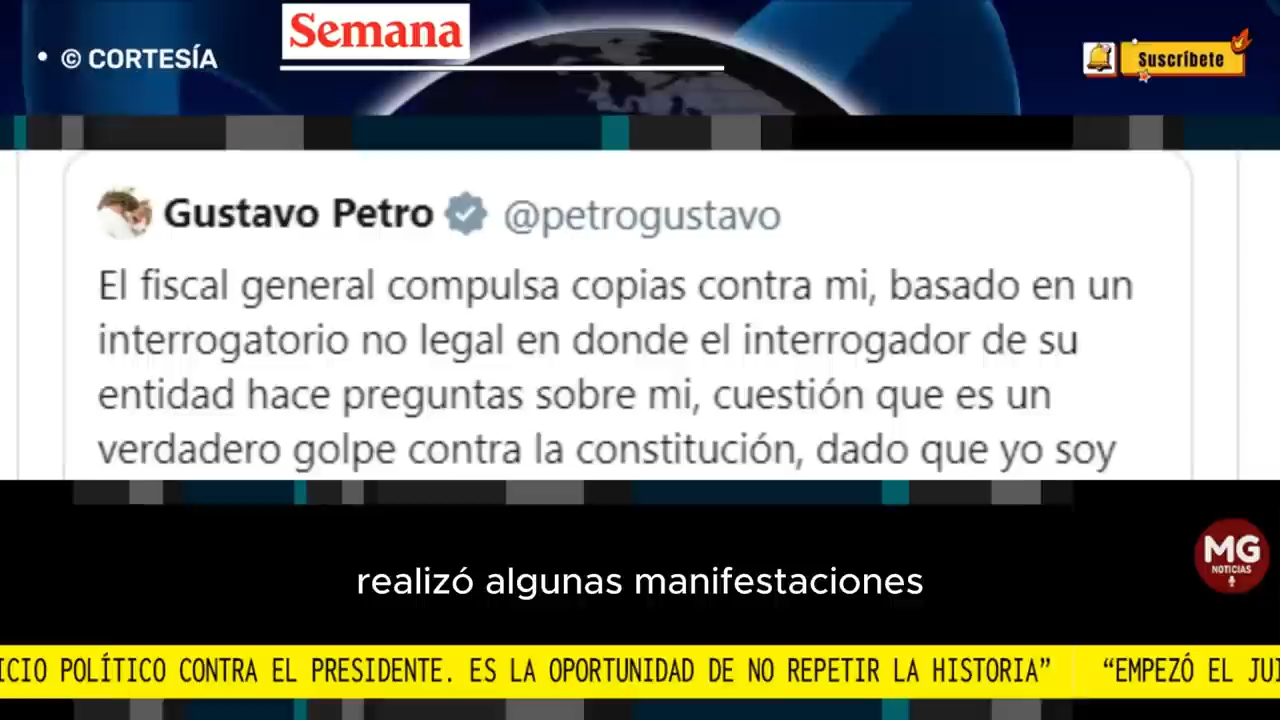 • © CORTESÍA
Semana
Suscríbete
Gustavo Petro @petrogustavo
El fiscal general compulsa copias contra mi, basado en un
interrogatorio no legal en donde el interrogador de su
entidad hace preguntas sobre mi, cuestión que es un
verdadero golpe contra la constitución, dado que yo soy
MG
NOTICIAS
realizó algunas manifestaciones
ICIO POLÍTICO CONTRA EL PRESIDENTE. ES LA OPORTUNIDAD DE NO REPETIR LA HISTORIA” “EMPEZÓ EL JUI